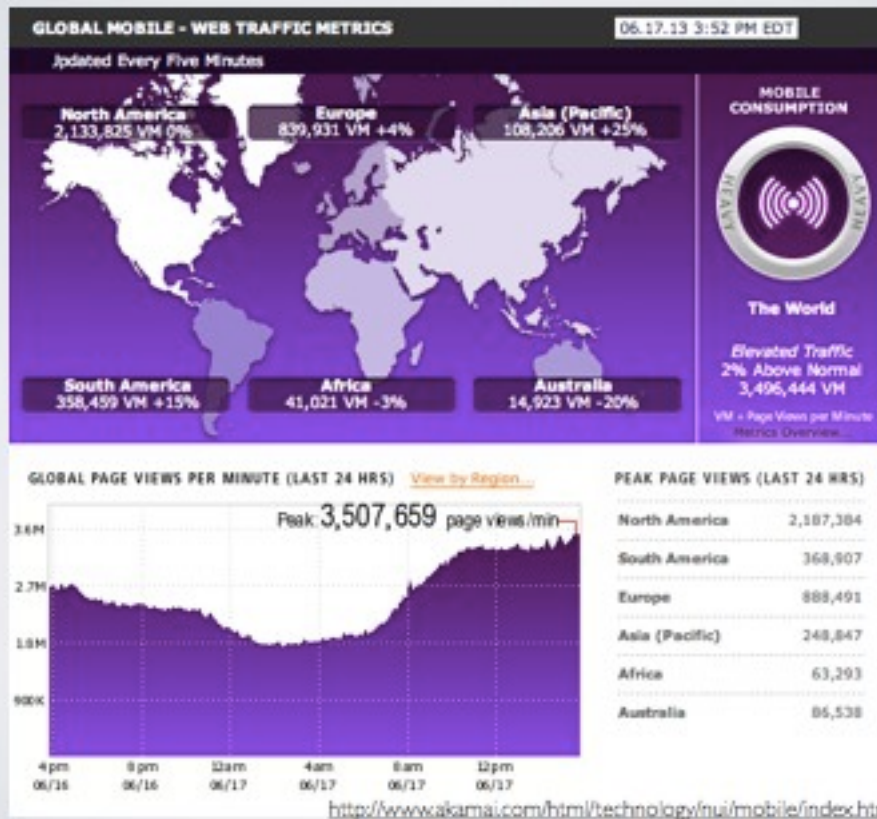 GLOBAL MOBILE - WEB TRAFFIC METRICS
06.17.13 3:52 PM EDT
Updated Every Five Minutes
North America
2,133,825 VM 0%
Europe
839,931 VM +4%
Asia (Pacific)
108,206 VM +25%
MOBILE
CONSUMPTION
HEAVY
HEAVY
The World
Elevated Traffic
2% Above Normal
3,496,444 VM
VM = Page Views per Minute
Metrics Overview...
South America
358,459 VM +15%
Africa
41,021 VM -3%
Australia
14,923 VM -20%
GLOBAL PAGE VIEWS PER MINUTE (LAST 24 HRS) View by Region...
Peak: 3,507,659 page views/min
3.6M
2.7M
1.8M
900K
4pm 8pm 12am 4am 8am 12pm
06/16 06/16 06/17 06/17 06/17 06/17
PEAK PAGE VIEWS (LAST 24 HRS)
North America 2,187,384
South America 368,907
Europe 888,491
Asia (Pacific) 248,847
Africa 63,293
Australia 86,538
http://www.akamai.com/html/technology/nui/mobile/index.ht